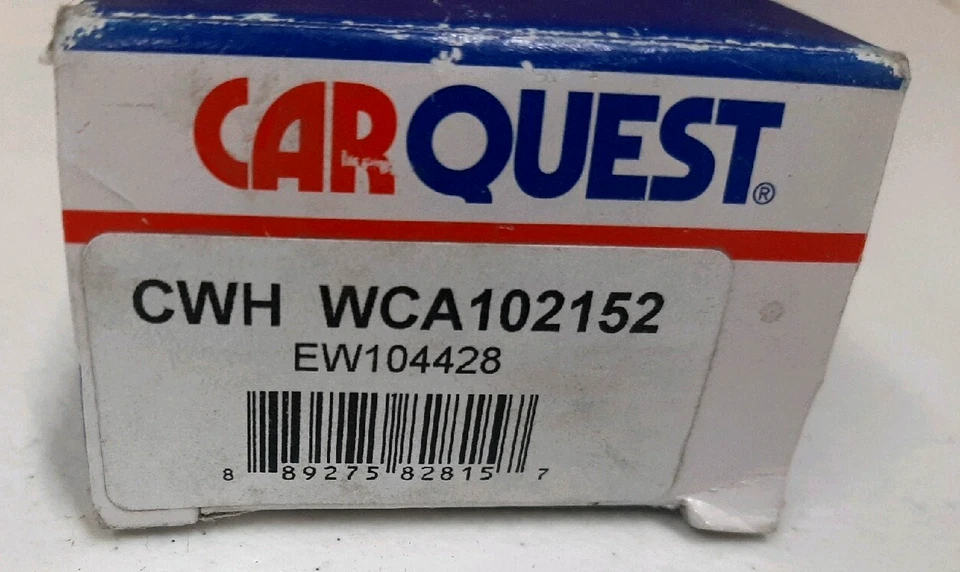 CARQUEST®
CWH WCA102152
EW104428
8 89275 82815 7